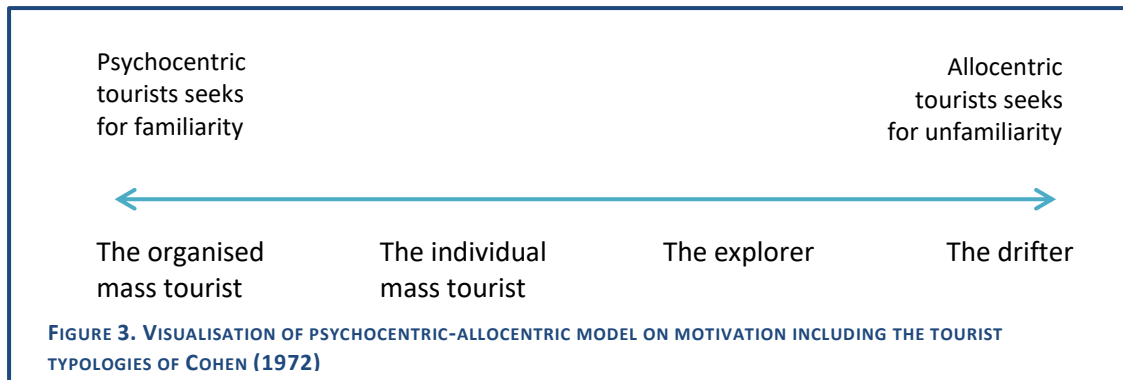 Psychocentric
tourists seeks
for familiarity
Allocentric
tourists seeks
for unfamiliarity
The organised
mass tourist
The individual
mass tourist
The explorer
The drifter
FIGURE 3. VISUALISATION OF PSYCHOCENTRIC-ALLOCENTRIC MODEL ON MOTIVATION INCLUDING THE TOURIST
TYPOLOGIES OF COHEN (1972)